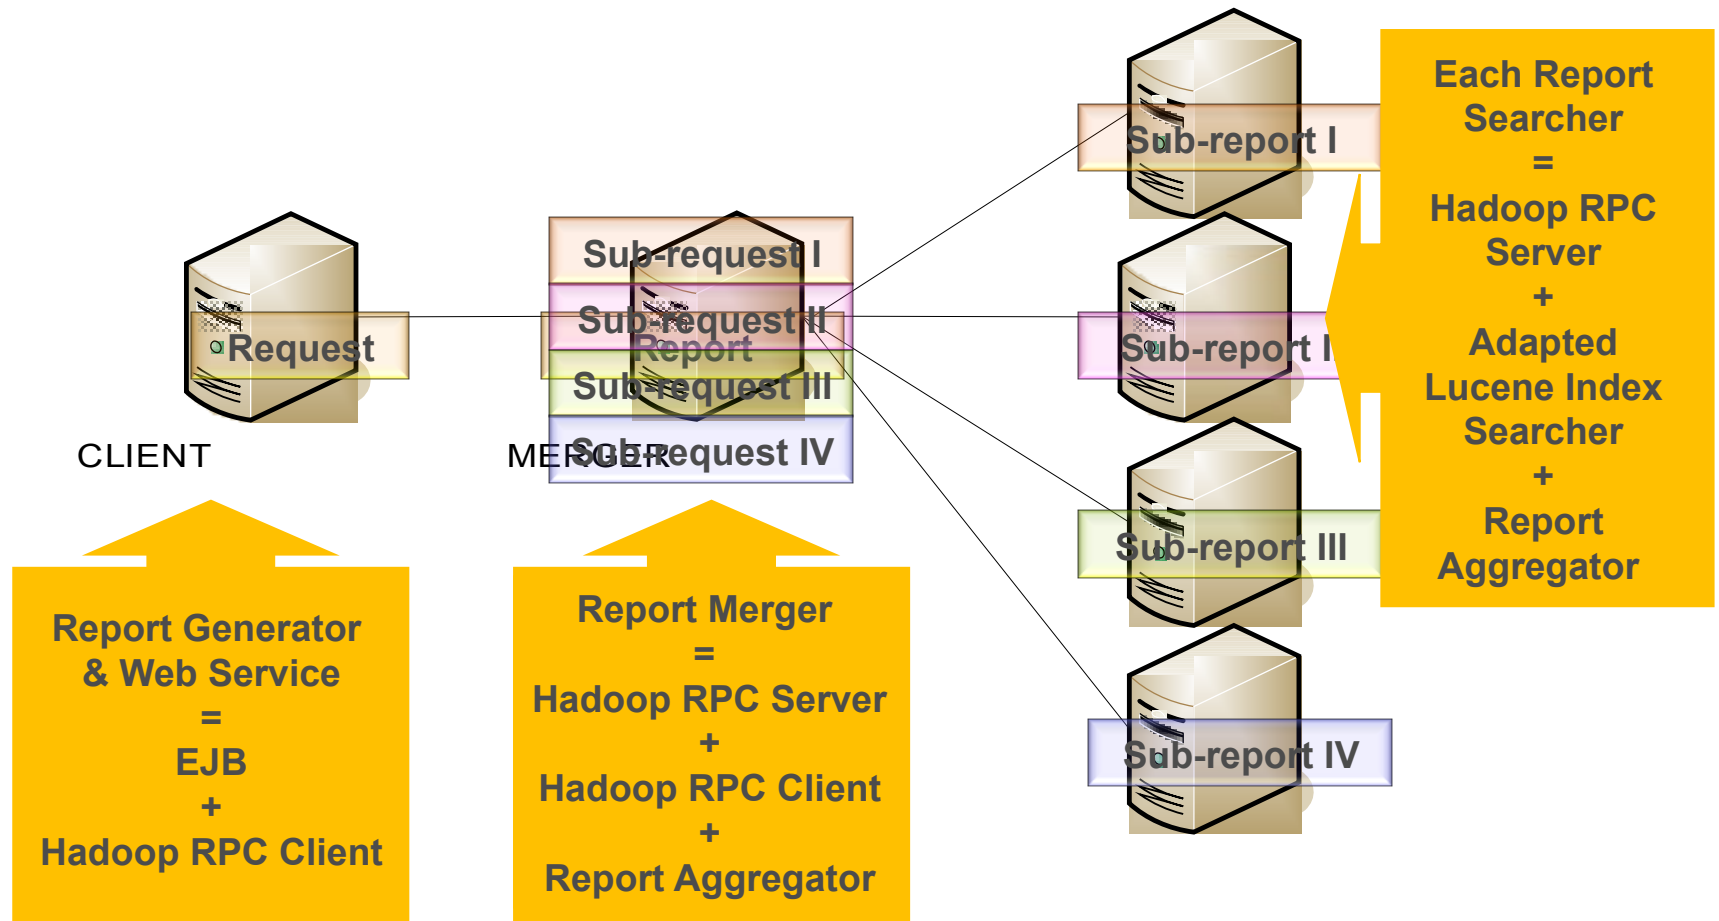 Request
CLIENT
Sub-request I
Sub-request II
Report
Sub-request III
Sub-request IV
MERGER
Sub-report I
Sub-report I
Sub-report III
Sub-report IV
Report Generator
& Web Service
=
EJB
+
Hadoop RPC Client
Report Merger
=
Hadoop RPC Server
+
Hadoop RPC Client
+
Report Aggregator
Each Report
Searcher
=
Hadoop RPC
Server
+
Adapted
Lucene Index
Searcher
+
Report
Aggregator